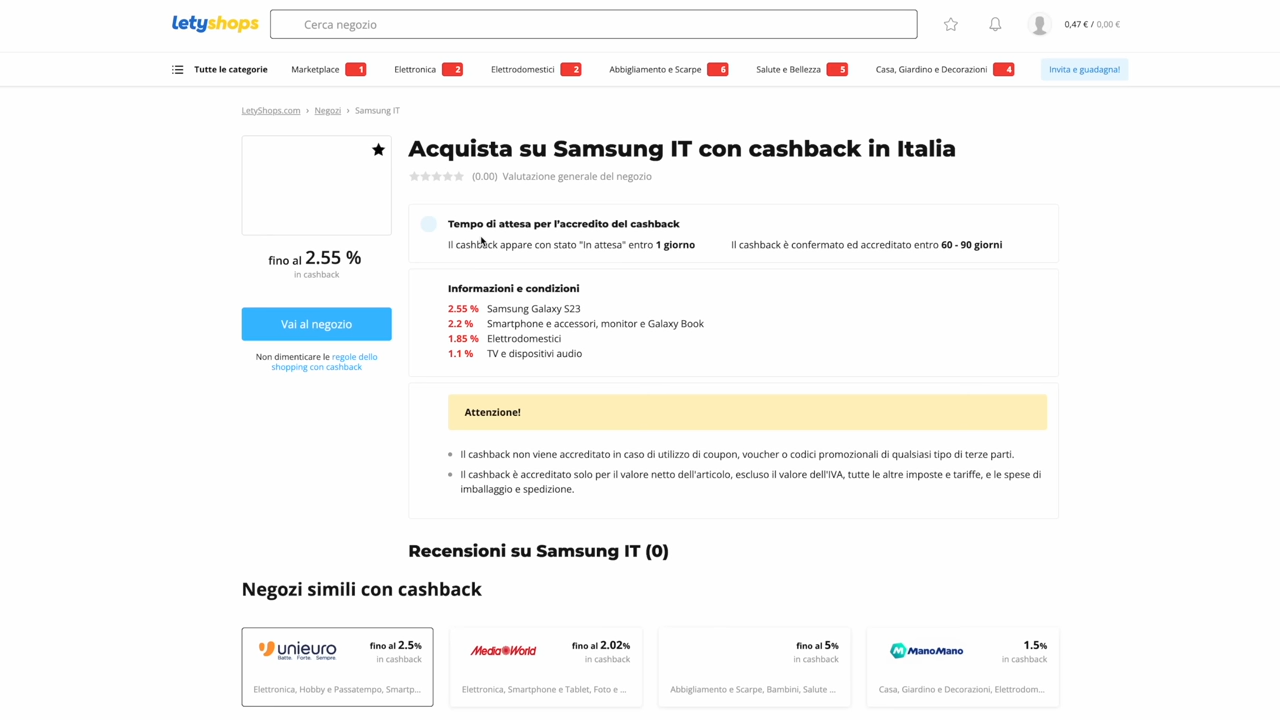 letyshops
Cerca negozio
0,47 € / 0,00 €
Tutte le categorie
Marketplace 1
Elettronica 2
Elettrodomestici 2
Abbigliamento e Scarpe 6
Salute e Bellezza 5
Casa, Giardino e Decorazioni 4
Invita e guadagna!
LetyShops.com › Negozi › Samsung IT
fino al 2.55 %
in cashback
Vai al negozio
Non dimenticare le regole dello
shopping con cashback
Acquista su Samsung IT con cashback in Italia
(0.00) Valutazione generale del negozio
Tempo di attesa per l'accredito del cashback
Il cashback appare con stato "In attesa" entro 1 giorno
Il cashback è confermato ed accreditato entro 60 - 90 giorni
Informazioni e condizioni
2.55 % Samsung Galaxy S23
2.2 % Smartphone e accessori, monitor e Galaxy Book
1.85 % Elettrodomestici
1.1 % TV e dispositivi audio
Attenzione!
Il cashback non viene accreditato in caso di utilizzo di coupon, voucher o codici promozionali di qualsiasi tipo di terze parti.
Il cashback è accreditato solo per il valore netto dell'articolo, escluso il valore dell'IVA, tutte le altre imposte e tariffe, e le spese di
imballaggio e spedizione.
Recensioni su Samsung IT (0)
Negozi simili con cashback
unieuro
Batte. Forte. Sempre.
fino al 2.5%
in cashback
Elettronica, Hobby e Passatempo, Smartp...
MediaWorld
fino al 2.02%
in cashback
Elettronica, Smartphone e Tablet, Foto e ...
fino al 5%
in cashback
Abbigliamento e Scarpe, Bambini, Salute ...
ManoMano
1.5%
in cashback
Casa, Giardino e Decorazioni, Elettrodom...